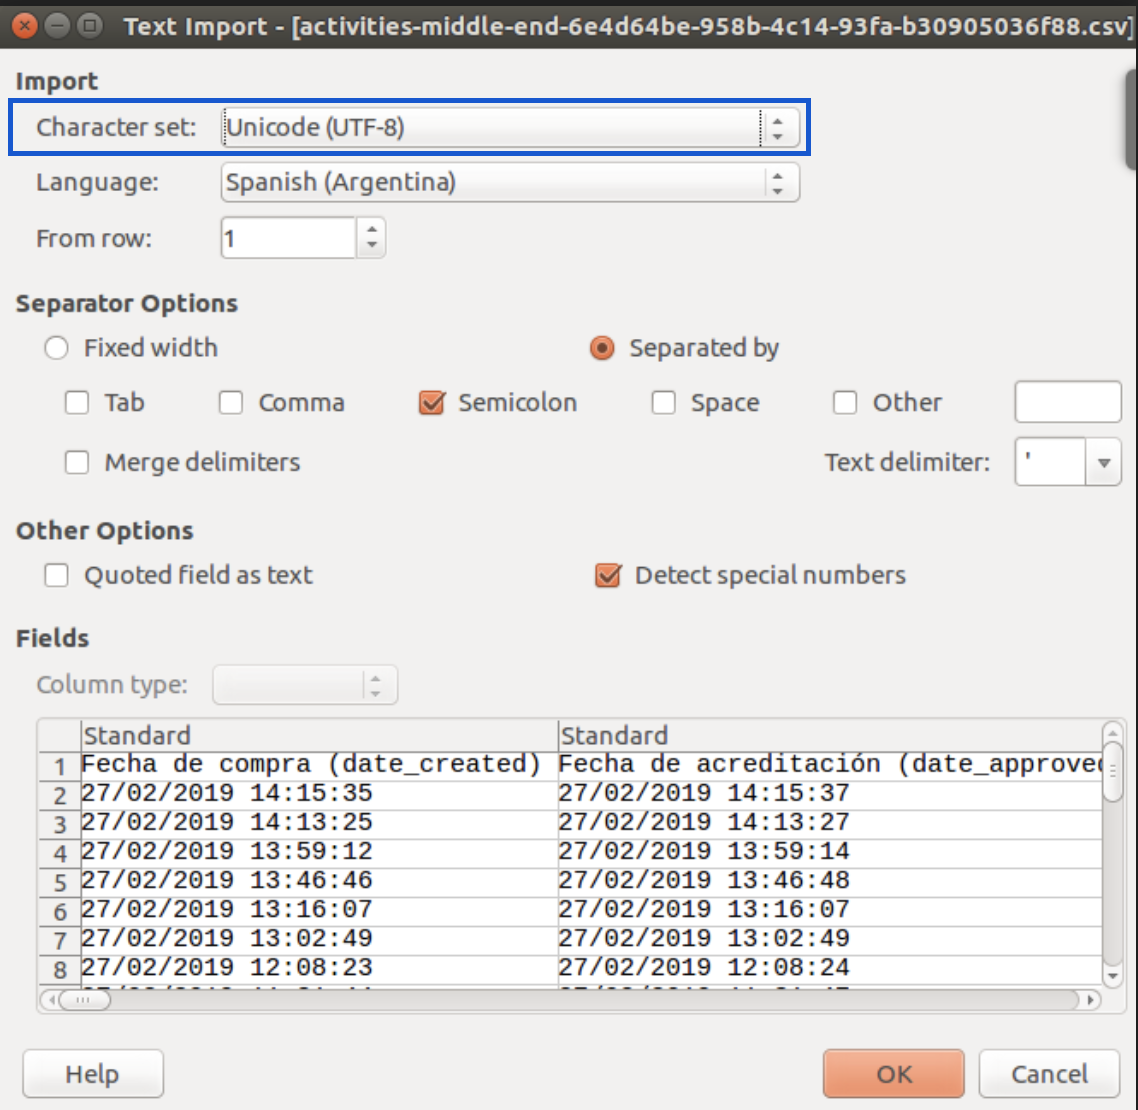 Text Import - [activities-middle-end-6e4d64be-958b-4c14-93fa-b30905036f88.csv]
Import
Character set: Unicode (UTF-8)
Language: Spanish (Argentina)
From row: 1
Separator Options
Fixed width Separated by
Tab Comma Semicolon Space Other
Merge delimiters Text delimiter: '
Other Options
Quoted field as text Detect special numbers
Fields
Column type:
Standard Standard
1 Fecha de compra (date_created) Fecha de acreditación (date_approved
2 27/02/2019 14:15:35 27/02/2019 14:15:37
3 27/02/2019 14:13:25 27/02/2019 14:13:27
4 27/02/2019 13:59:12 27/02/2019 13:59:14
5 27/02/2019 13:46:46 27/02/2019 13:46:48
6 27/02/2019 13:16:07 27/02/2019 13:16:07
7 27/02/2019 13:02:49 27/02/2019 13:02:49
8 27/02/2019 12:08:23 27/02/2019 12:08:24
Help OK Cancel